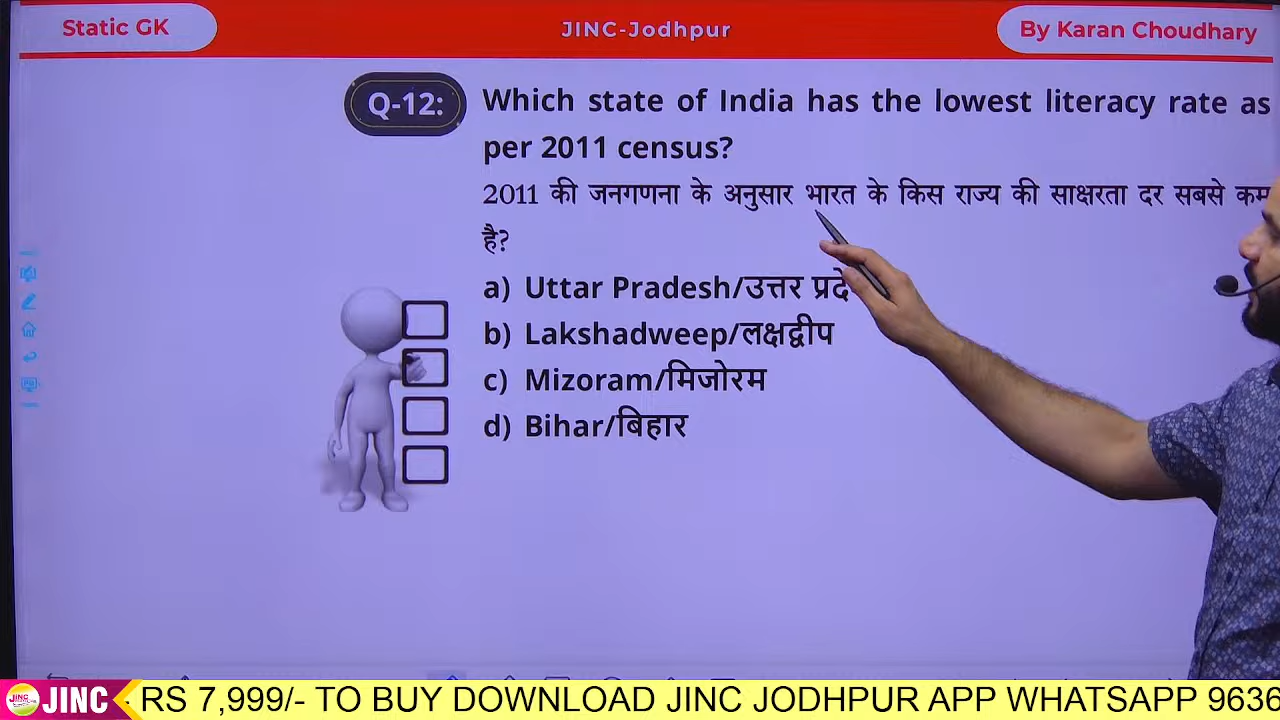 Static GK
JINC-Jodhpur
By Karan Choudhary
Q-12:
Which state of India has the lowest literacy rate as
per 2011 census?
2011 की जनगणना के अनुसार भारत के किस राज्य की साक्षरता दर सबसे कम
है?
a) Uttar Pradesh/उत्तर प्रदे
b) Lakshadweep/लक्षद्वीप
c) Mizoram/मिजोरम
d) Bihar/बिहार
JINC RS 7,999/- TO BUY DOWNLOAD JINC JODHPUR APP WHATSAPP 9636